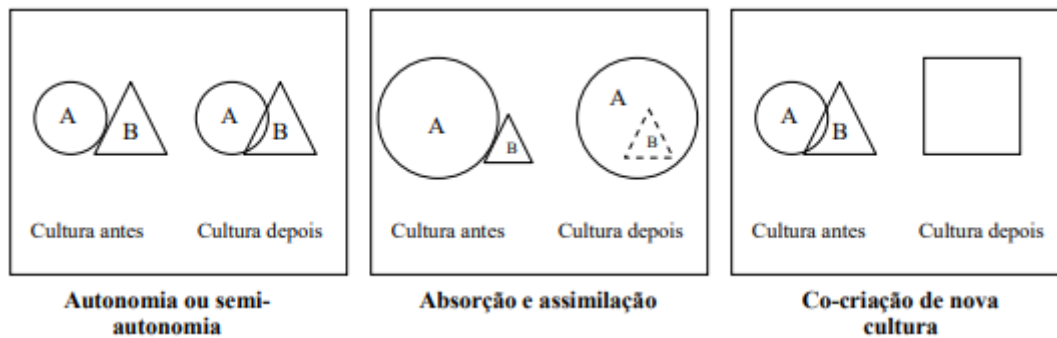 A
B
A
B
Cultura antes
Cultura depois
Autonomia ou semi-
autonomia
A
B
A
B
Cultura antes
Cultura depois
Absorção e assimilação
A
B
Cultura antes
Cultura depois
Co-criação de nova
cultura